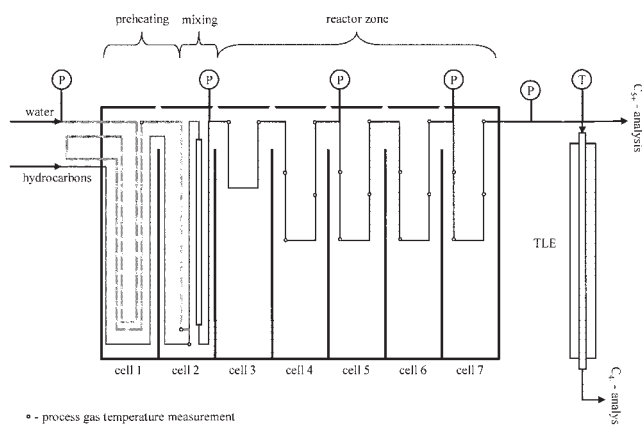 preheating mixing reactor zone
P P P P P T
water
hydrocarbons
C5+ - analysis
TLE
cell 1 cell 2 cell 3 cell 4 cell 5 cell 6 cell 7
C4 - analysis
o - process gas temperature measurement